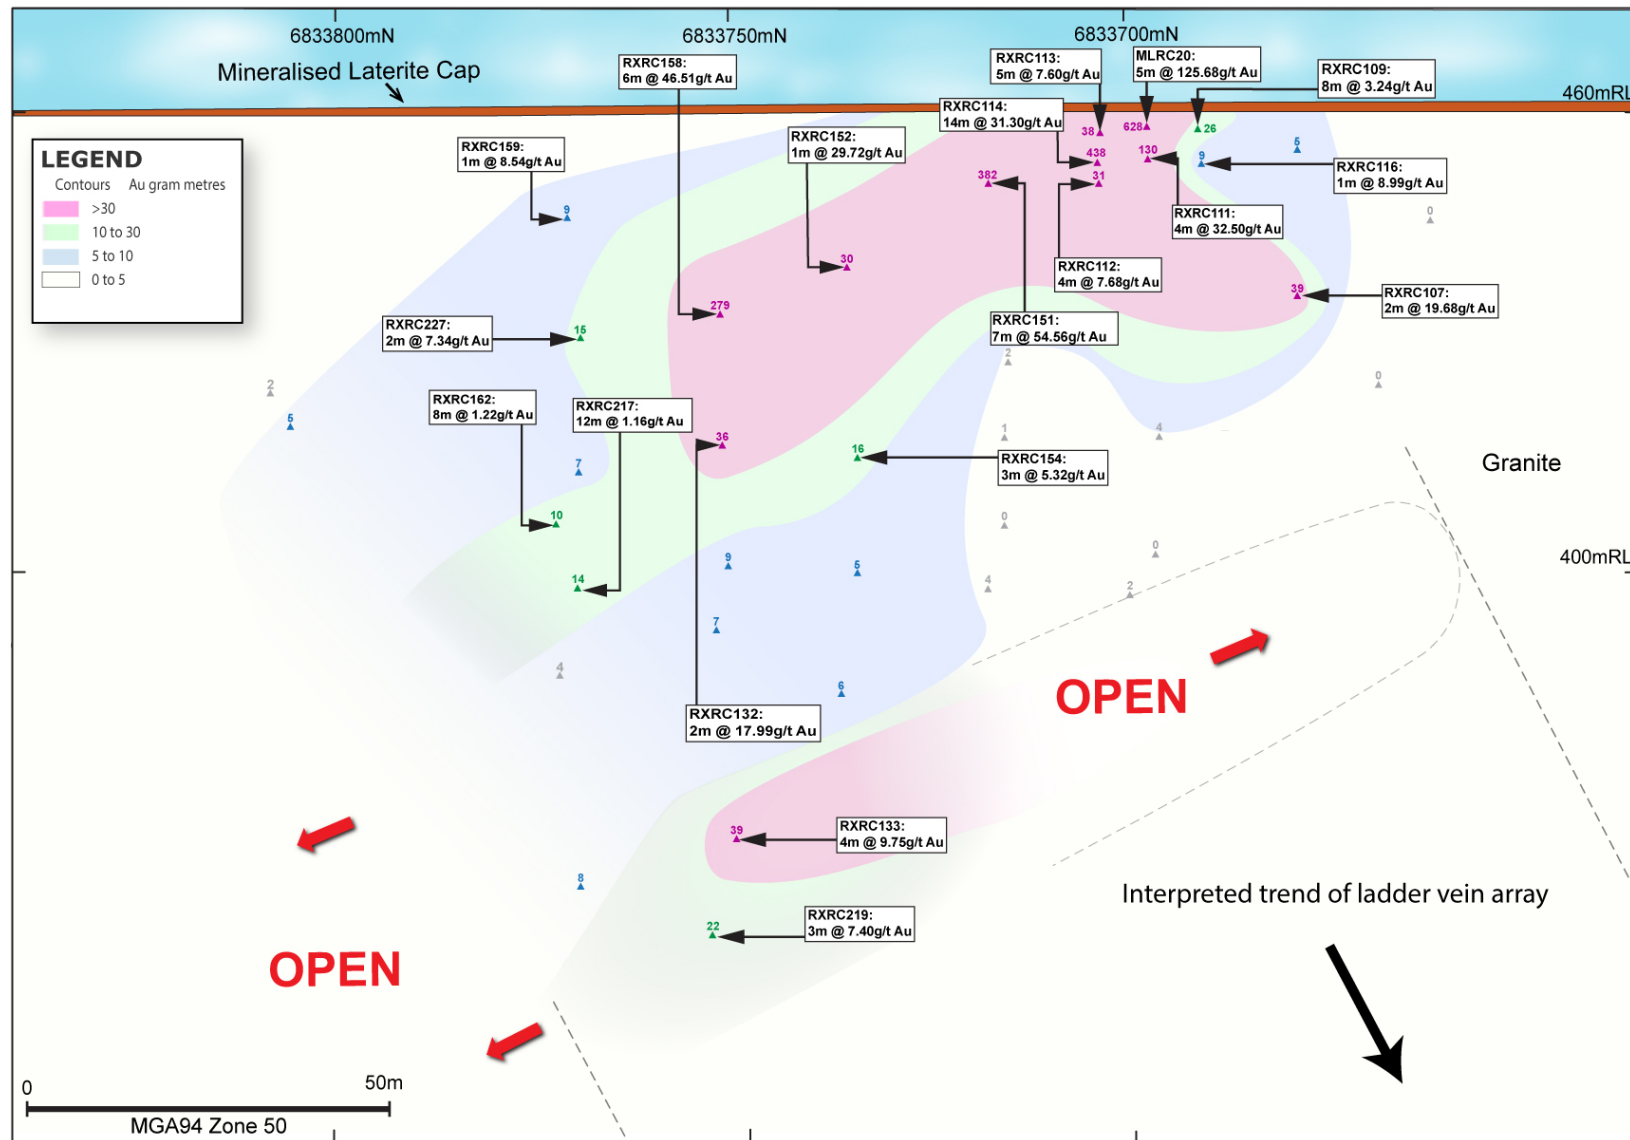 6833800mN
6833750mN
6833700mN
Mineralised Laterite Cap
460mRL
RXRC158:
6m @ 46.51g/t Au
RXRC113:
5m @ 7.60g/t Au
MLRC20:
5m @ 125.68g/t Au
RXRC109:
8m @ 3.24g/t Au
RXRC114:
14m @ 31.30g/t Au
RXRC152:
1m @ 29.72g/t Au
RXRC159:
1m @ 8.54g/t Au
LEGEND
Contours Au gram metres
>30
10 to 30
5 to 10
0 to 5
38
628
26
438
130
9
5
RXRC116:
1m @ 8.99g/t Au
382
31
9
0
RXRC111:
4m @ 32.50g/t Au
30
RXRC112:
4m @ 7.68g/t Au
39
RXRC107:
2m @ 19.68g/t Au
279
RXRC151:
7m @ 54.56g/t Au
RXRC227:
2m @ 7.34g/t Au
15
2
2
0
RXRC162:
8m @ 1.22g/t Au
RXRC217:
12m @ 1.16g/t Au
5
36
1
4
16
RXRC154:
3m @ 5.32g/t Au
Granite
7
10
0
0
400mRL
9
5
14
4
2
7
4
6
OPEN
RXRC132:
2m @ 17.99g/t Au
39
RXRC133:
4m @ 9.75g/t Au
8
Interpreted trend of ladder vein array
22
RXRC219:
3m @ 7.40g/t Au
OPEN
0
50m
MGA94 Zone 50